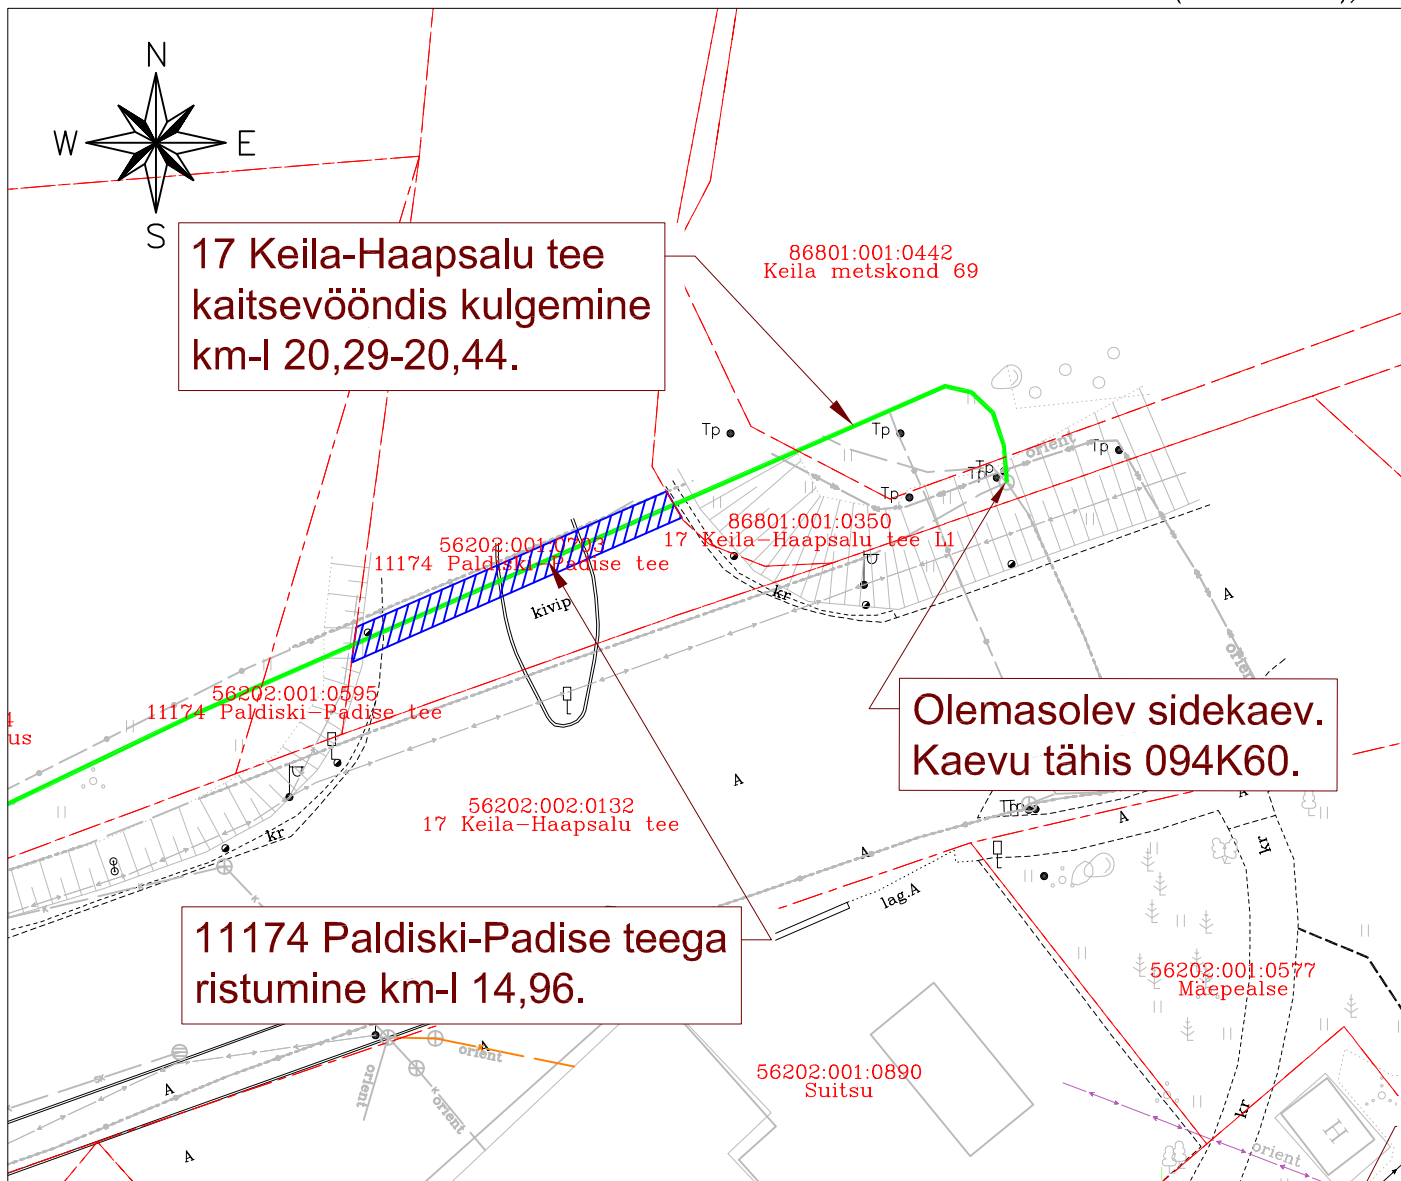 N
W
E
S
17 Keila-Haapsalu tee
kaitsevööndis kulgemine
km-l 20,29-20,44.
86801:001:0442
Keila metskond 69
Tp
Tp
orient
Tp
Tp
Tp
Tp
86801:001:0350
17 Keila-Haapsalu tee L1
11174 Paldiski-Padise tee
kivip
kr
A
orient
56202:001:0595
11174 Paldiski-Padise tee
us
Olemasolev sidekaev.
Kaevu tähis 094K60.
A
56202:002:0132
17 Keila-Haapsalu tee
kr
A
A
A
kr
lag.A
11174 Paldiski-Padise teega
ristumine km-l 14,96.
56202:001:0577
Mäepealse
A
orient
orient
orient
A
56202:001:0890
Suitsu
kr
H
orient
A